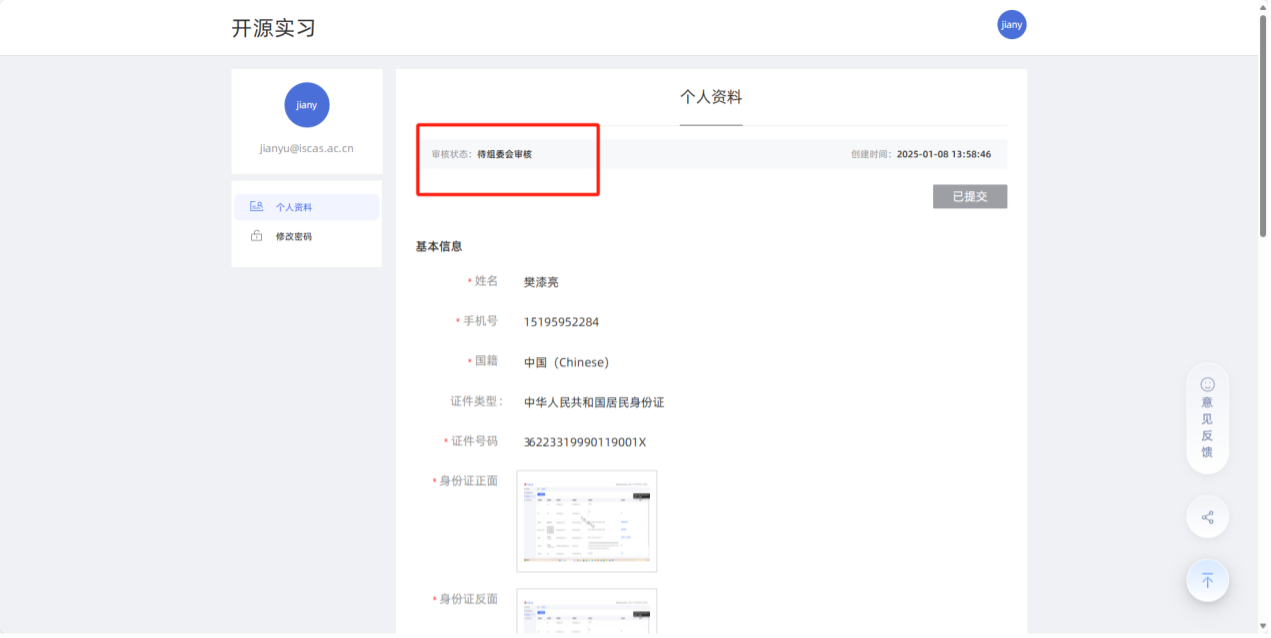 开源实习
jiany
jiany
jianyu@iscas.ac.cn
个人资料
修改密码
个人资料
审核状态： 待组委会审核
创建时间： 2025-01-08 13:58:46
已提交
基本信息
* 姓名 樊漆亮
* 手机号 15195952284
* 国籍 中国（Chinese）
证件类型： 中华人民共和国居民身份证
* 证件号码 36223319990119001X
* 身份证正面
* 身份证反面
意见反馈